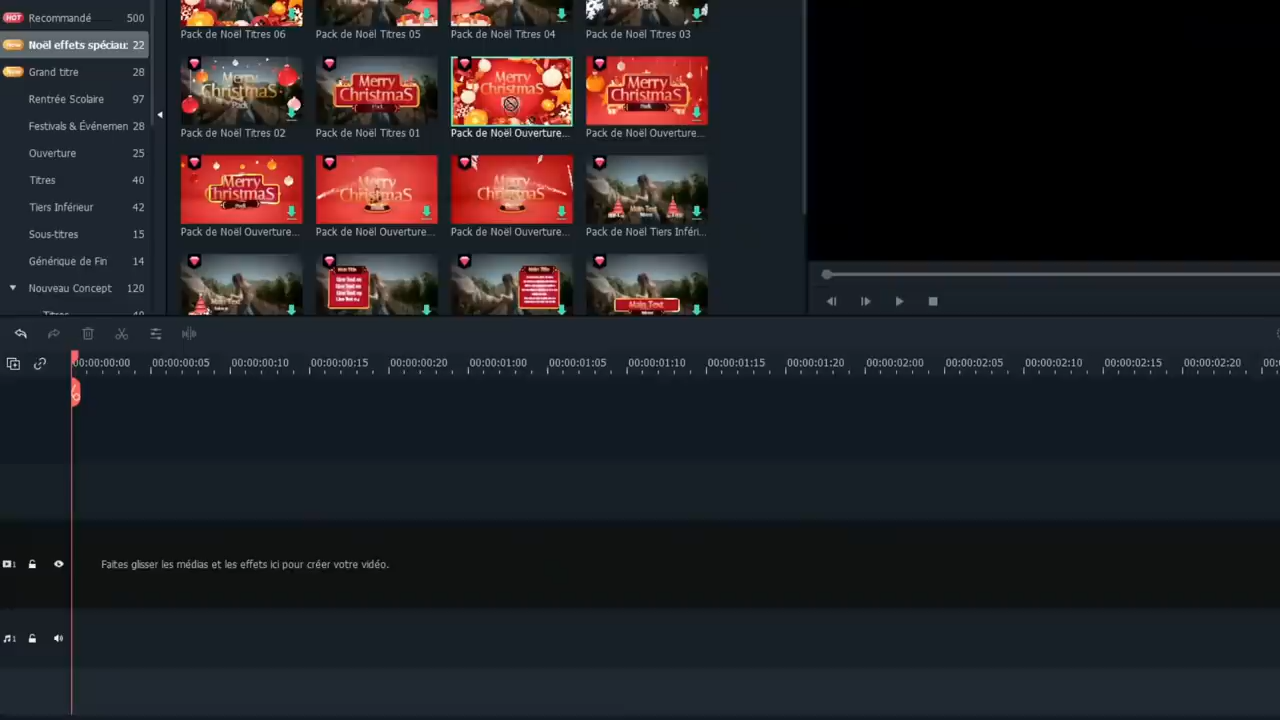 HOT Recommandé 500
Pack de Noël Titres 06 Pack de Noël Titres 05 Pack de Noël Titres 04 Pack de Noël Titres 03
Noël effets spéciau: 22
Grand titre 28
Rentrée Scolaire 97
Festivals & Événemen 28
Ouverture 25
Titres 40
Tiers Inférieur 42
Sous-titres 15
Générique de Fin 14
Nouveau Concept 120
Merry Christmas Pack
Merry Christmas Pack
Merry Christmas
Merry Christmas Pack
Pack de Noël Titres 02 Pack de Noël Titres 01 Pack de Noël Ouverture... Pack de Noël Ouverture...
Merry Christmas Pack
Christmas
Merry Christmas
Main Text
Pack de Noël Ouverture... Pack de Noël Ouverture... Pack de Noël Ouverture... Pack de Noël Tiers Inféri...
Main Text
00:00:00:00 00:00:00:05 00:00:00:10 00:00:00:15 00:00:00:20 00:00:01:00 00:00:01:05 00:00:01:10 00:00:01:15 00:00:01:20 00:00:02:00 00:00:02:05 00:00:02:10 00:00:02:15 00:00:02:20
1 Faites glisser les médias et les effets ici pour créer votre vidéo.
1